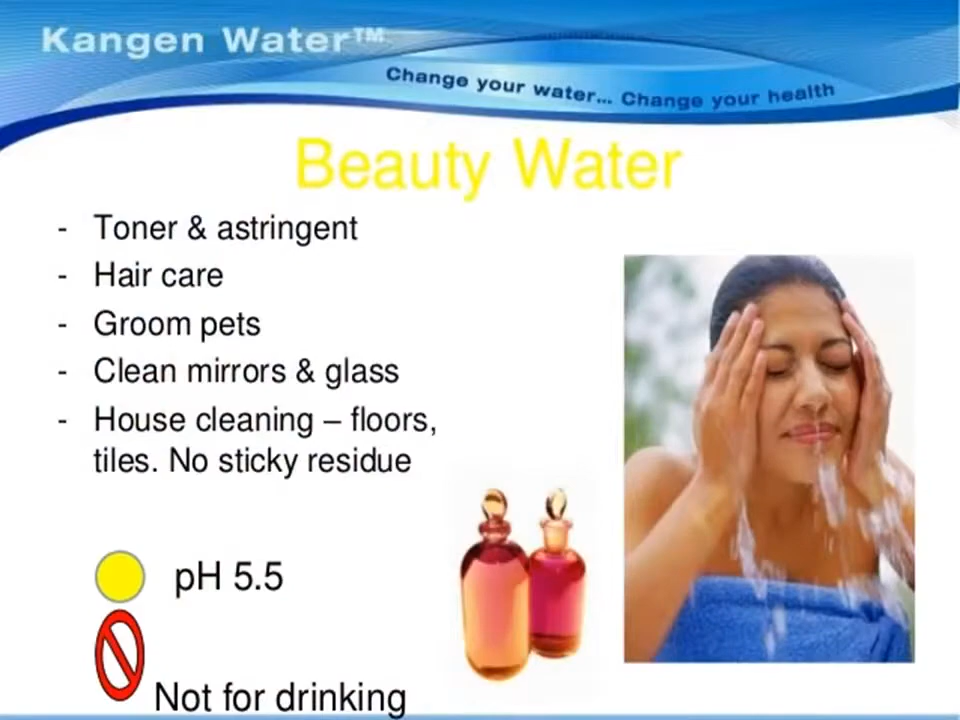 Kangen Water™
Change your water... Change your health
Beauty Water
- Toner & astringent
- Hair care
- Groom pets
- Clean mirrors & glass
- House cleaning – floors,
tiles. No sticky residue
pH 5.5
Not for drinking